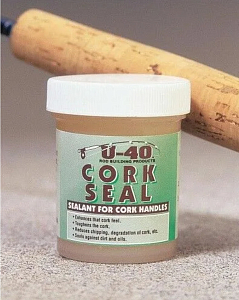 U-40
ROD BUILDING PRODUCTS
CORK
SEAL
SEALANT FOR CORK HANDLES
• Enhances that cork feel.
• Toughens the cork.
• Reduces chipping, degradation of cork, etc.
• Seals against dirt and oils.